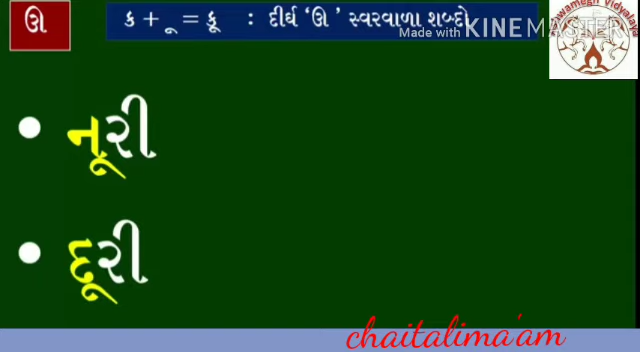 ઊ
ક + ૂ = કૂ : દીર્ઘ ‘ઊ ’ સ્વરવાળા શબ્દો
Made with KINEMASTER
• નૂરી
• દૂરી
chaitalima'am